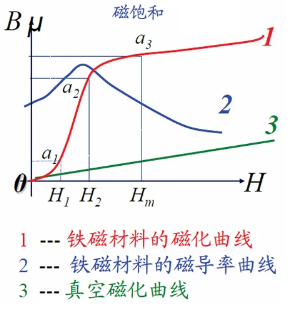 磁饱和
B μ
a₃
1
a₂
2
a₁
3
0
H₁ H₂ Hₘ H
1 --- 铁磁材料的磁化曲线
2 --- 铁磁材料的磁导率曲线
3 --- 真空磁化曲线